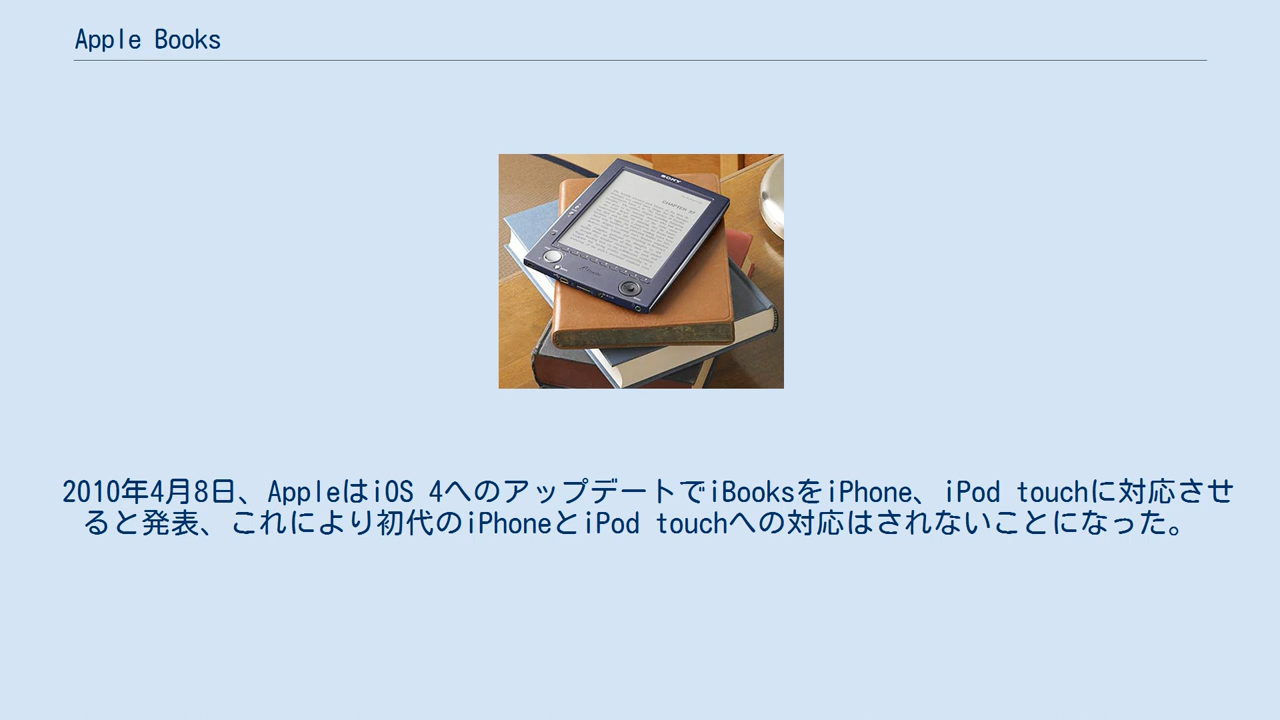 Apple Books
SONY
CHAPTER 10
2010年4月8日、AppleはiOS 4へのアップデートでiBooksをiPhone、iPod touchに対応させ
ると発表、これにより初代のiPhoneとiPod touchへの対応はされないことになった。